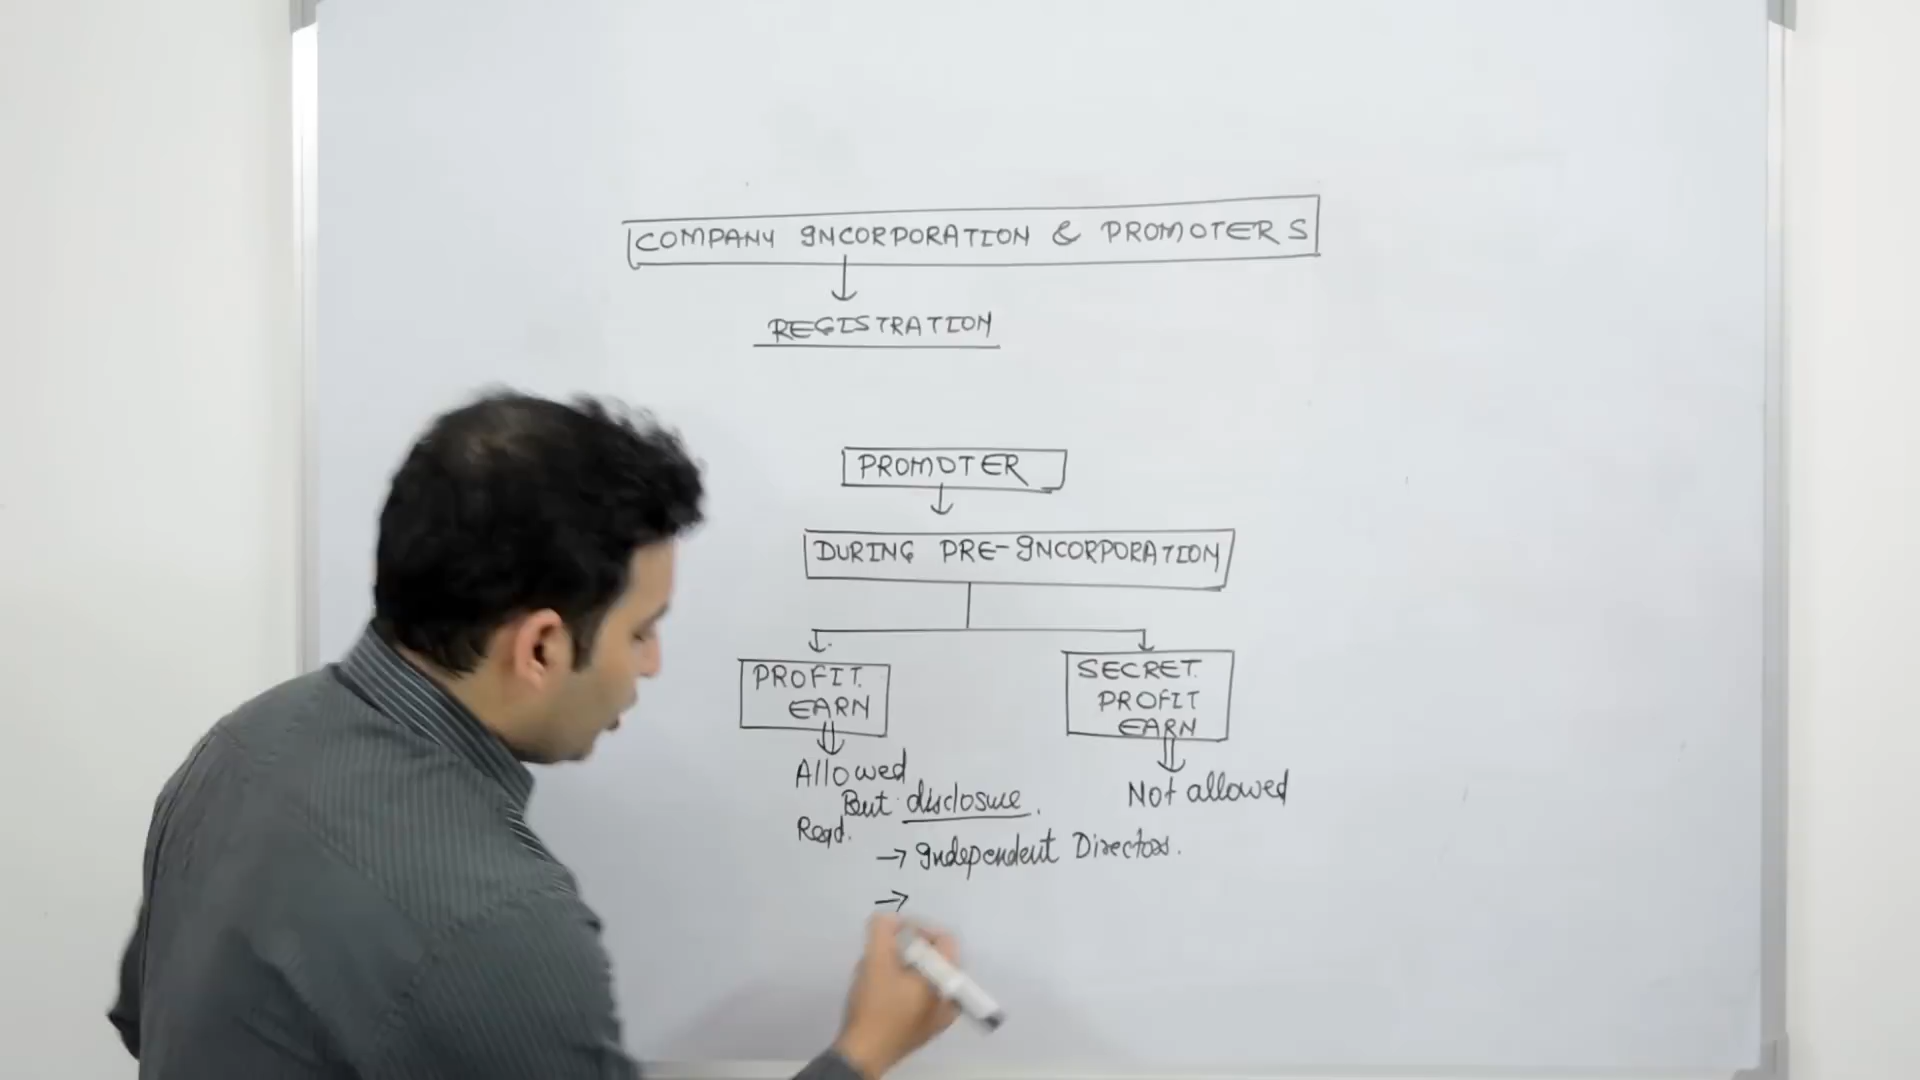 COMPANY INCORPORATION & PROMOTERS
REGISTRATION
PROMOTER
DURING PRE-INCORPORATION
PROFIT
EARN
SECRET
PROFIT
EARN
Allowed
But disclosure.
Reqd.
→ Independent Directors.
→
Not allowed